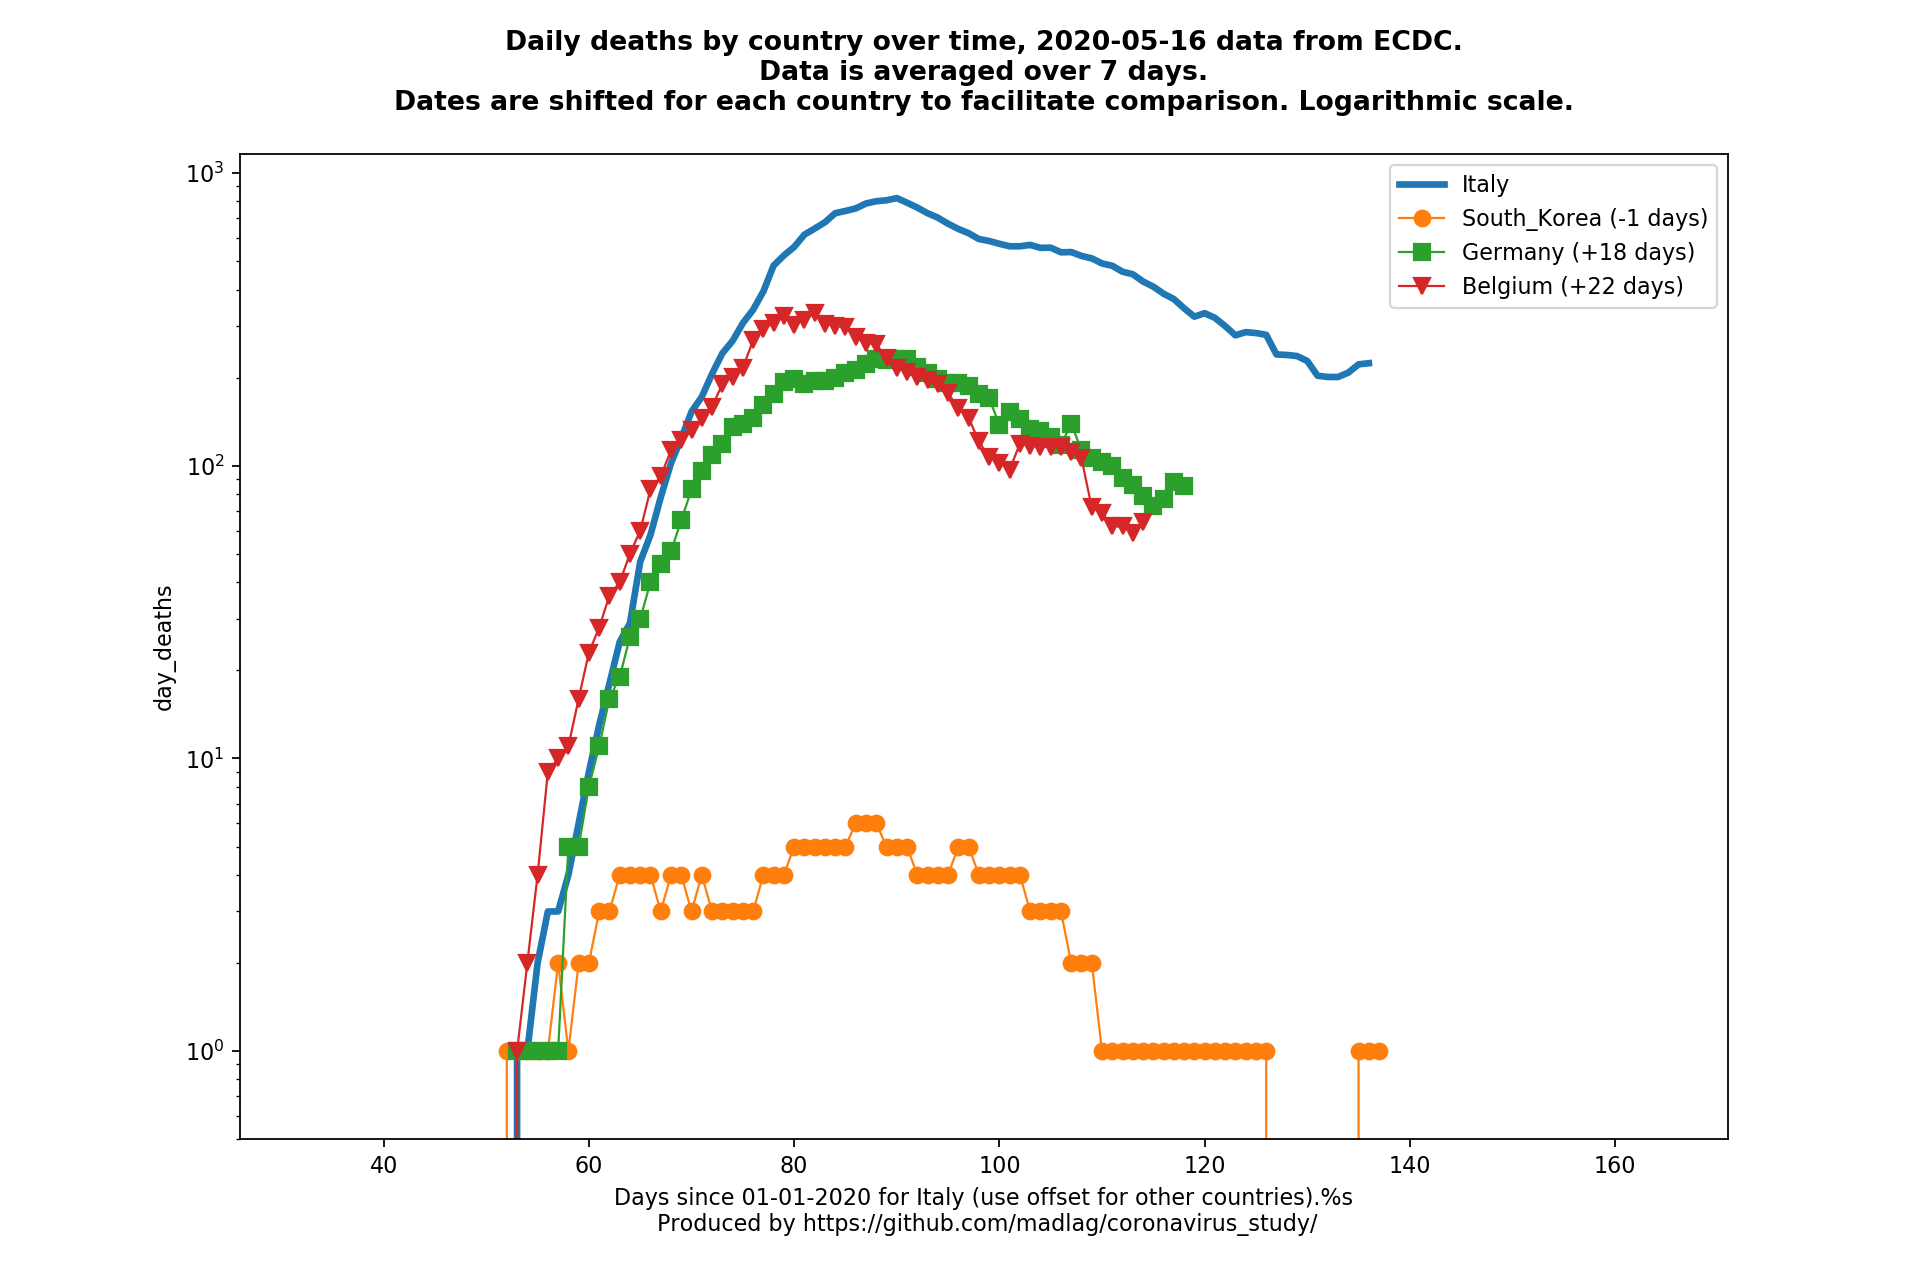 Daily deaths by country over time, 2020-05-16 data from ECDC.
Data is averaged over 7 days.
Dates are shifted for each country to facilitate comparison. Logarithmic scale.
10³
10²
10¹
10⁰
day_deaths
Italy
South_Korea (-1 days)
Germany (+18 days)
Belgium (+22 days)
40 60 80 100 120 140 160
Days since 01-01-2020 for Italy (use offset for other countries).%s
Produced by https://github.com/madlag/coronavirus_study/